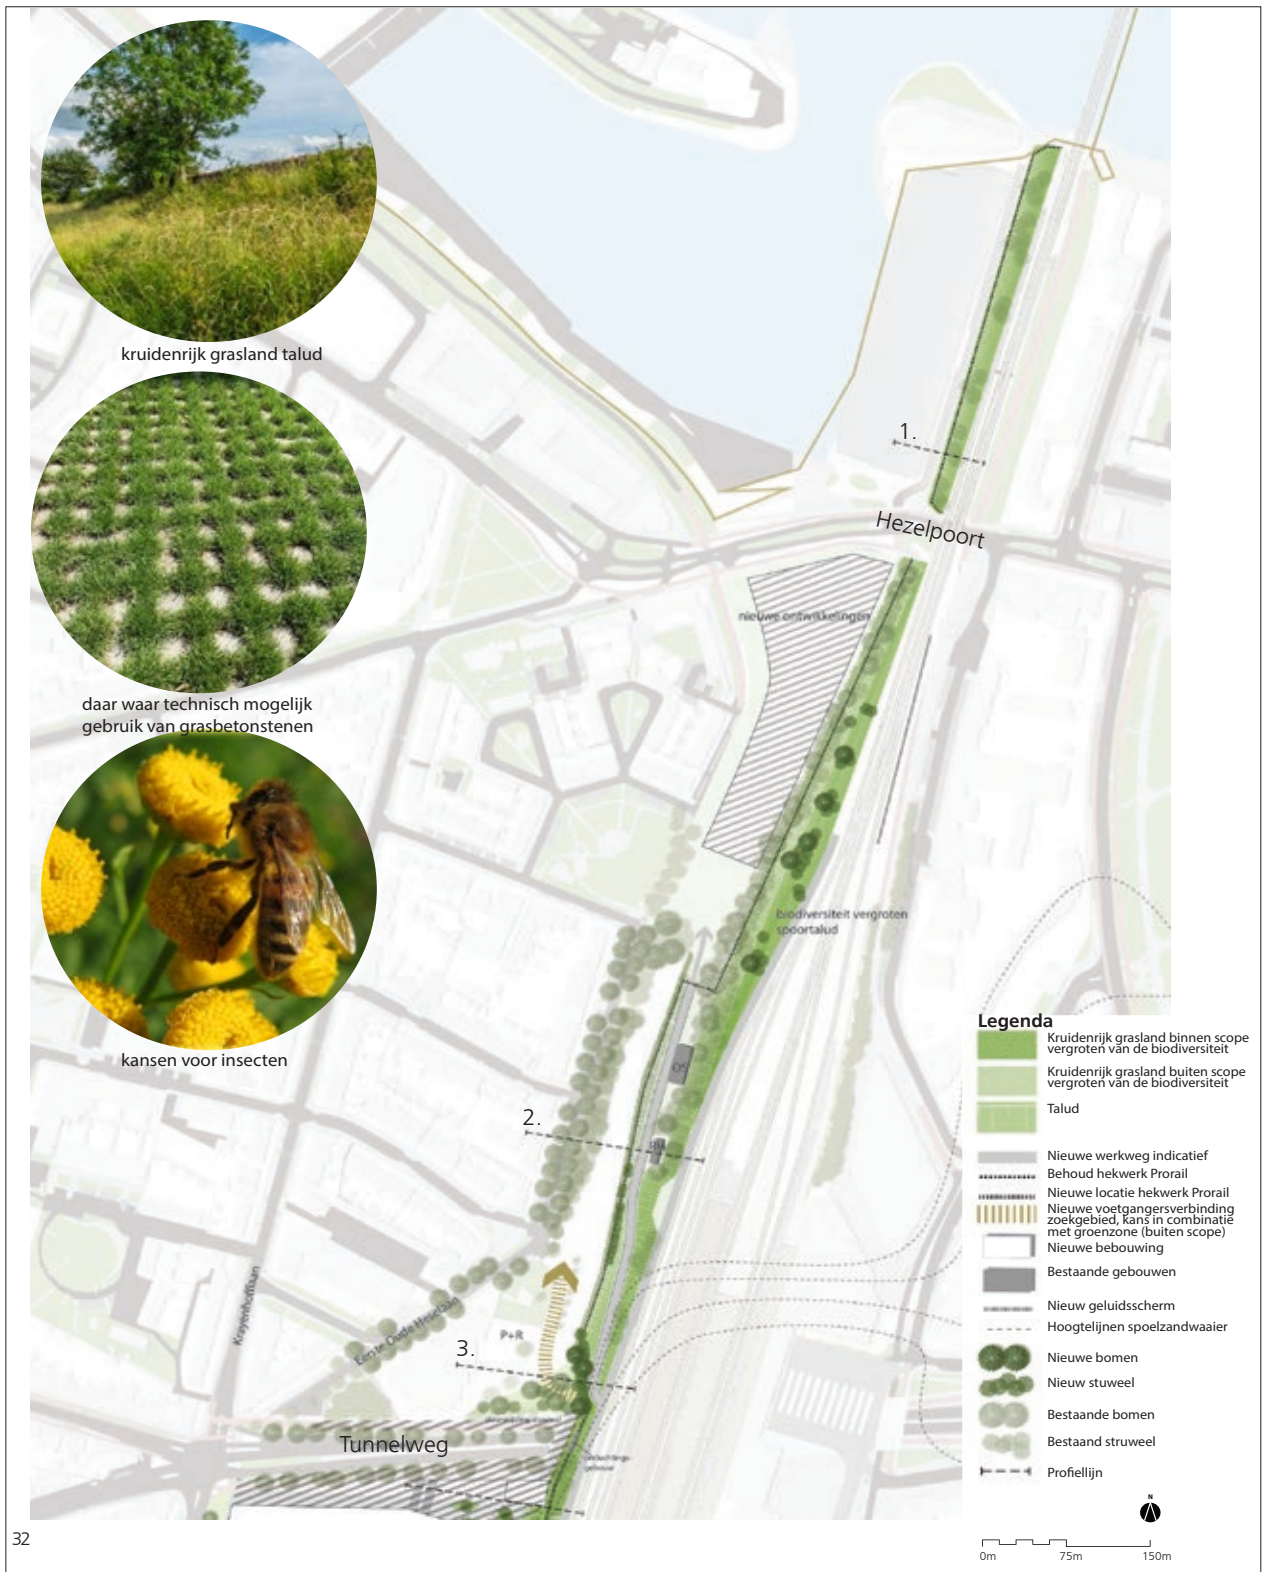 kruidenrijk grasland talud
daar waar technisch mogelijk
gebruik van grasbetonstenen
kansen voor insecten
1.
Hezelpoort
nieuwe ontwikkelingen
biodiversiteit vergroten
spoortalud
OS
2.
Krayenhofflaan
Eerste Oude Heselaan
P+R
3.
Tunnelweg
Legenda
Kruidenrijk grasland binnen scope
vergroten van de biodiversiteit
Kruidenrijk grasland buiten scope
vergroten van de biodiversiteit
Talud
Nieuwe werkweg indicatief
Behoud hekwerk Prorail
Nieuwe locatie hekwerk Prorail
Nieuwe voetgangersverbinding
zoekgebied, kans in combinatie
met groenzone (buiten scope)
Nieuwe bebouwing
Bestaande gebouwen
Nieuw geluidsscherm
Hoogtelijnen spoelzandwaaier
Nieuwe bomen
Nieuw stuweel
Bestaande bomen
Bestaand struweel
Profiellijn
N
0m 75m 150m
32